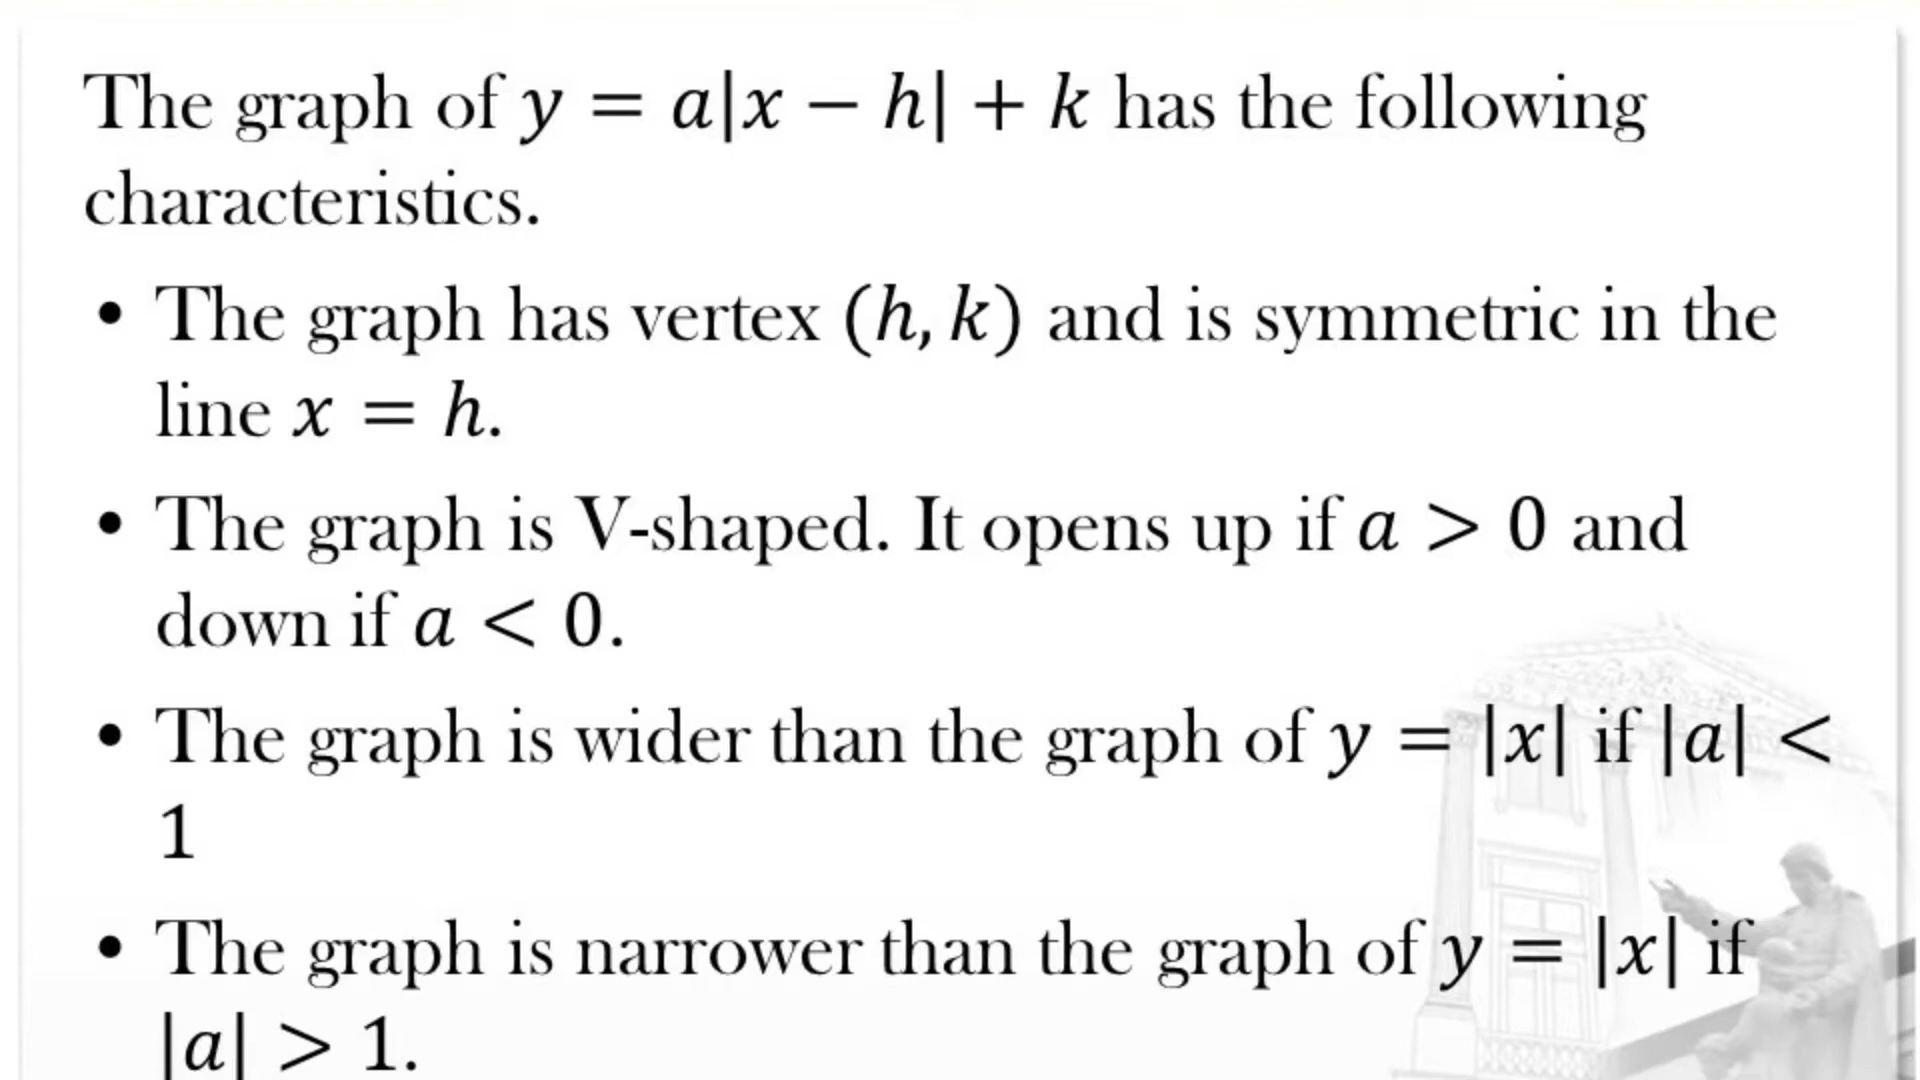 The graph of y = a|x − h| + k has the following
characteristics.
• The graph has vertex (h, k) and is symmetric in the
line x = h.
• The graph is V-shaped. It opens up if a > 0 and
down if a < 0.
• The graph is wider than the graph of y = |x| if |a| <
1
• The graph is narrower than the graph of y = |x| if
|a| > 1.